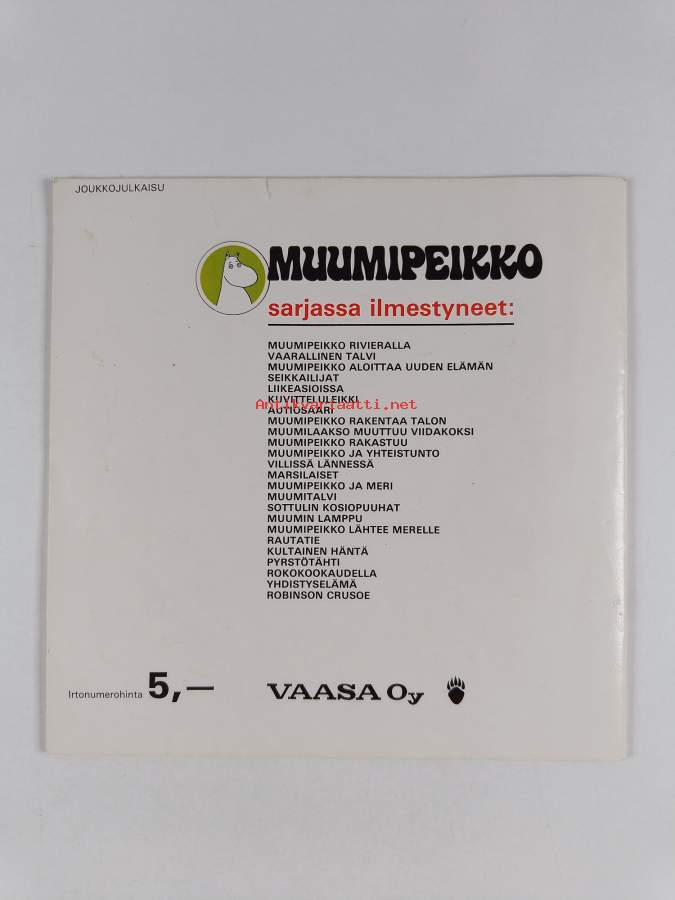 JOUKKOJULKAISU
MUUMIPEIKKO
sarjassa ilmestyneet:
MUUMIPEIKKO RIVIERALLA
VAARALLINEN TALVI
MUUMIPEIKKO ALOITTAA UUDEN ELÄMÄN
SEIKKAILIJAT
LIIKEASIOISSA
KUVITTELULEIKKI
Antikvariaatti.net
AUTIOSAARI
MUUMIPEIKKO RAKENTAA TALON
MUUMILAAKSO MUUTTUU VIIDAKOKSI
MUUMIPEIKKO RAKASTUU
MUUMIPEIKKO JA YHTEISTUNTO
VILLISSÄ LÄNNESSÄ
MARSILAISET
MUUMIPEIKKO JA MERI
MUUMITALVI
SOTTULIN KOSIOPUUHAT
MUUMIN LAMPPU
MUUMIPEIKKO LÄHTEE MERELLE
RAUTATIE
KULTAINEN HÄNTÄ
PYRSTÖTÄHTI
ROKOKOOKAUDELLA
YHDISTYSELÄMÄ
ROBINSON CRUSOE
Irtonumerohinta 5,—
VAASA Oy